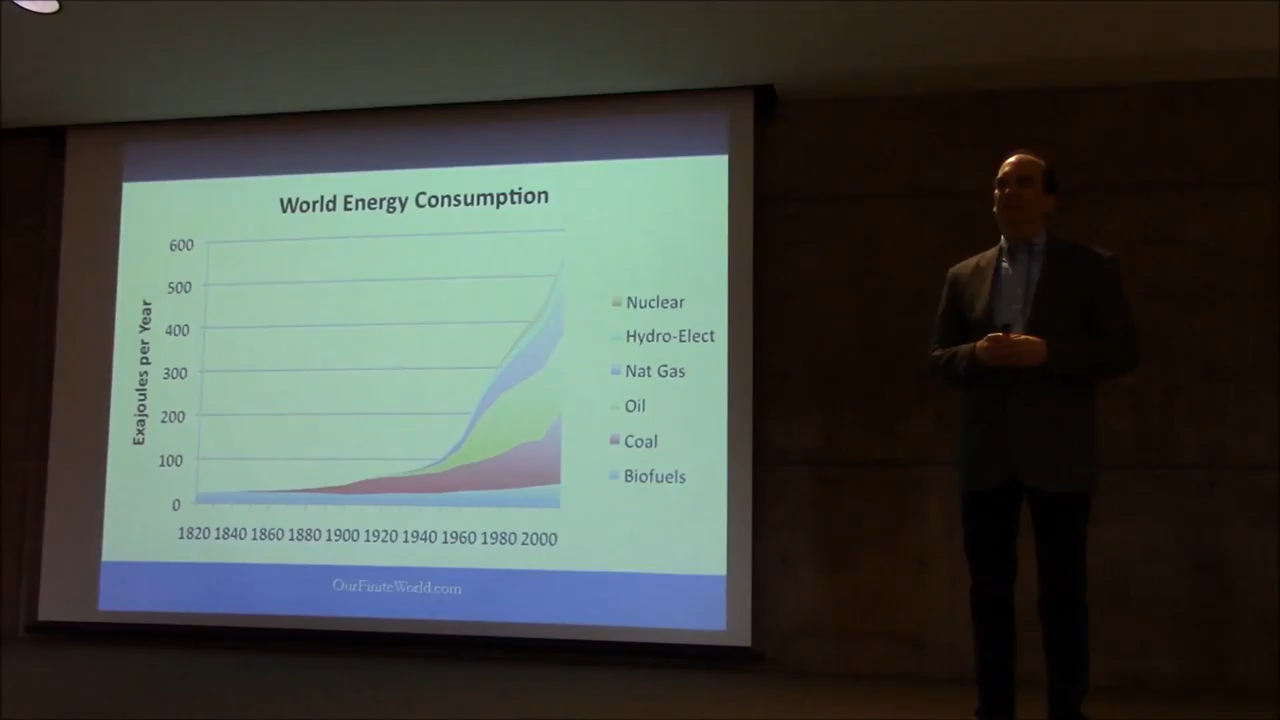 World Energy Consumption
600
500
400
300
200
100
0
Exajoules per Year
1820 1840 1860 1880 1900 1920 1940 1960 1980 2000
Nuclear
Hydro-Elect
Nat Gas
Oil
Coal
Biofuels
OurFiniteWorld.com